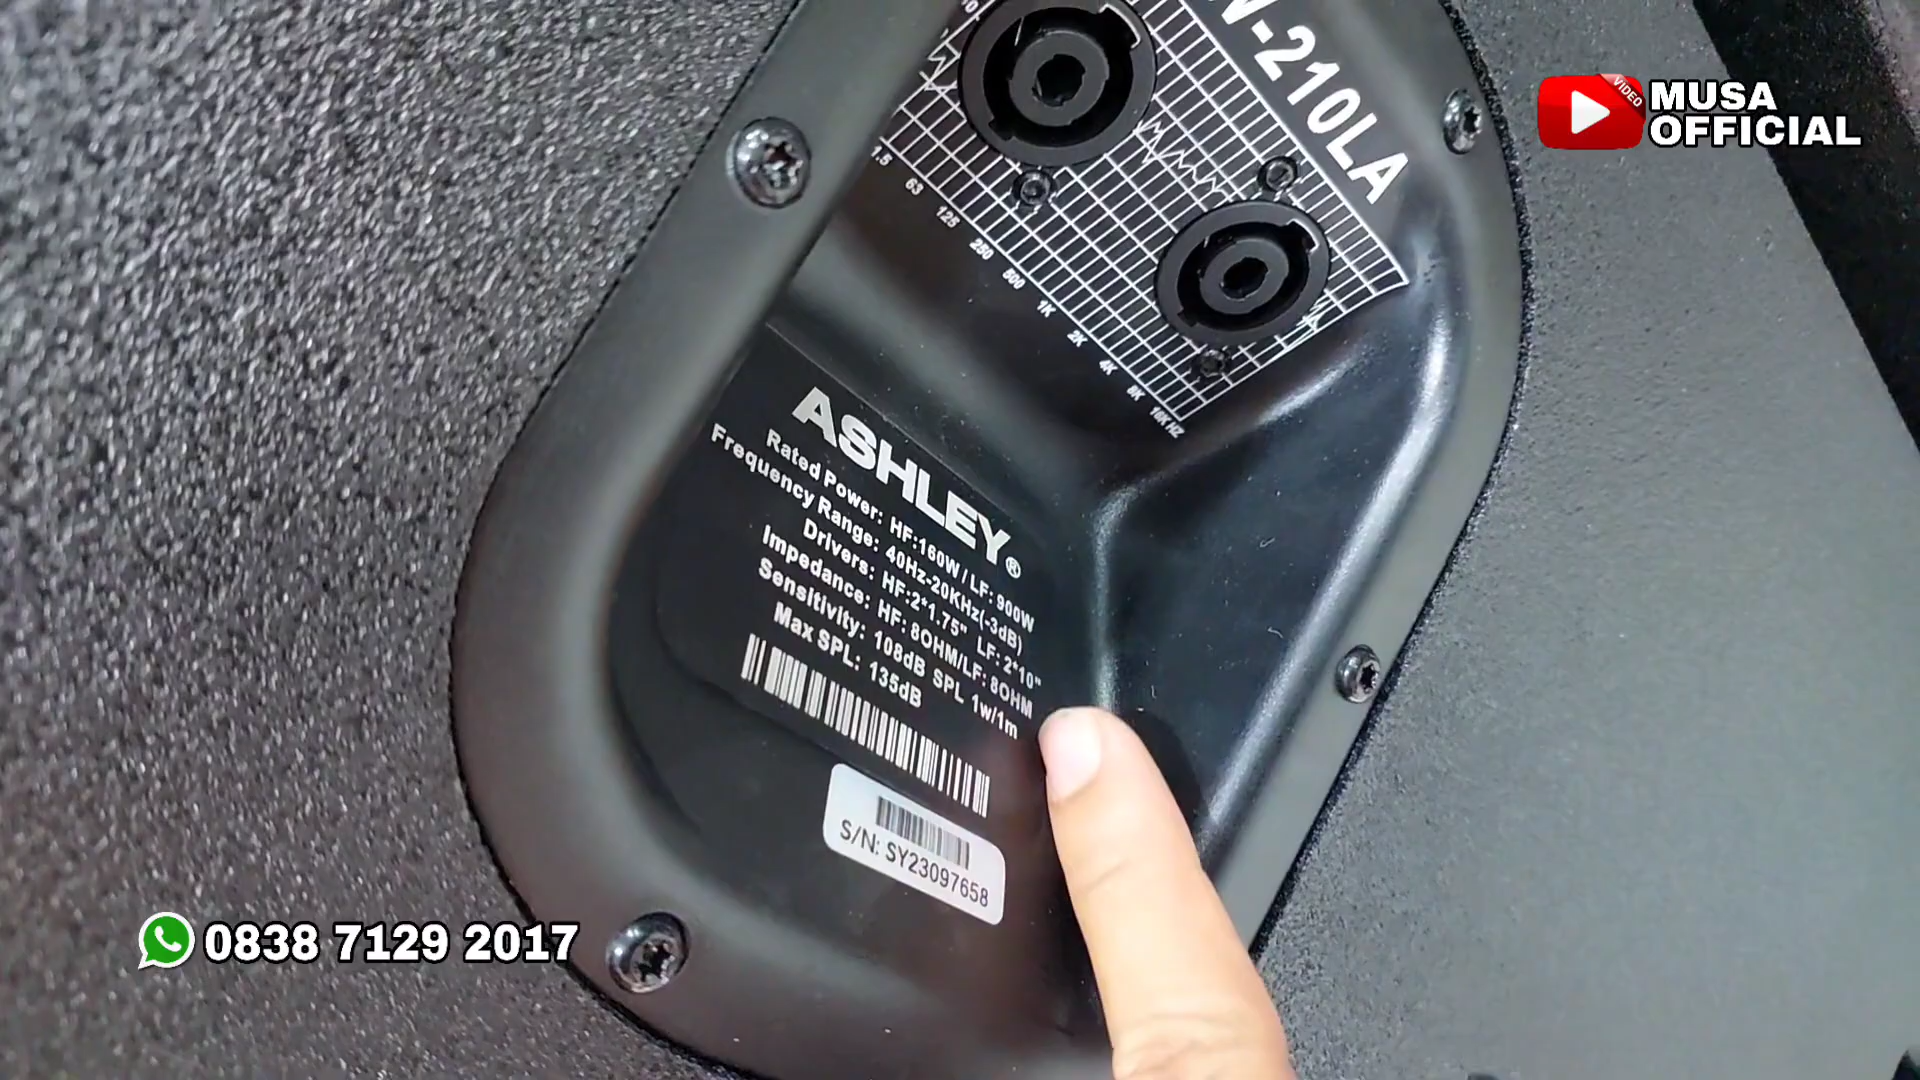 -210LA
MUSA
OFFICIAL
VIDEO
63
125
250
500
1K
2K
4K
8K
16KHZ
ASHLEY®
Rated Power: HF:160W / LF: 900W
Frequency Range: 40Hz-20KHz(-3dB)
Drivers: HF:2*1.75" LF: 2*10"
Impedance: HF: 8OHM/LF: 8OHM
Sensitivity: 108dB SPL 1w/1m
Max SPL: 135dB
S/N: SY23097658
0838 7129 2017